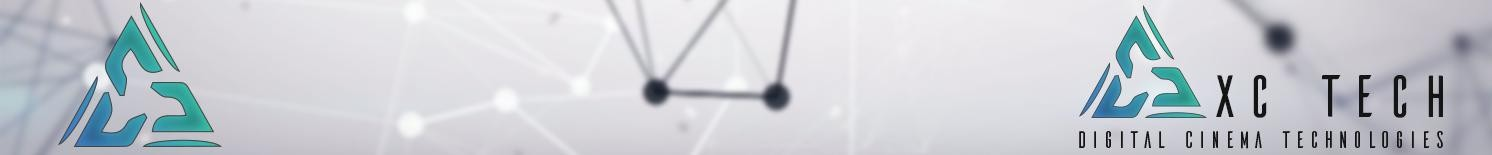 XC TECH
DIGITAL CINEMA TECHNOLOGIES